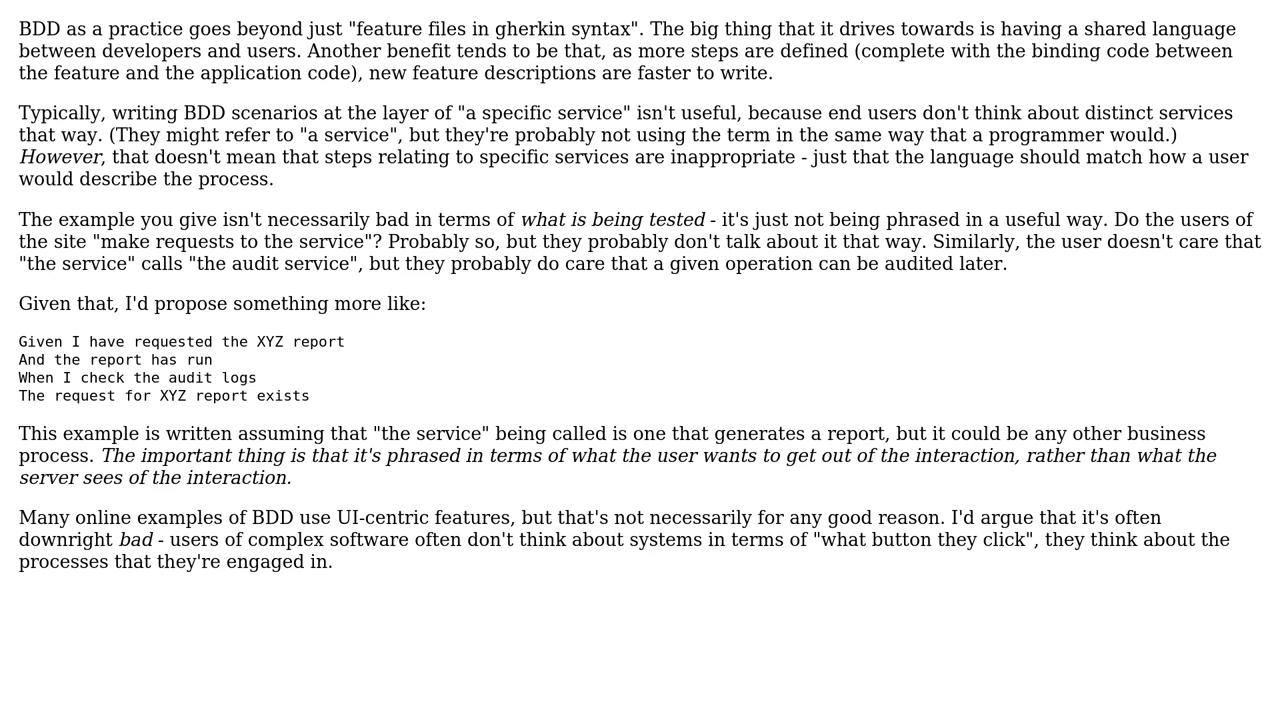 BDD as a practice goes beyond just "feature files in gherkin syntax". The big thing that it drives towards is having a shared language
between developers and users. Another benefit tends to be that, as more steps are defined (complete with the binding code between
the feature and the application code), new feature descriptions are faster to write.
Typically, writing BDD scenarios at the layer of "a specific service" isn't useful, because end users don't think about distinct services
that way. (They might refer to "a service", but they're probably not using the term in the same way that a programmer would.)
However, that doesn't mean that steps relating to specific services are inappropriate - just that the language should match how a user
would describe the process.
The example you give isn't necessarily bad in terms of what is being tested - it's just not being phrased in a useful way. Do the users of
the site "make requests to the service"? Probably so, but they probably don't talk about it that way. Similarly, the user doesn't care that
"the service" calls "the audit service", but they probably do care that a given operation can be audited later.
Given that, I'd propose something more like:
Given I have requested the XYZ report
And the report has run
When I check the audit logs
The request for XYZ report exists
This example is written assuming that "the service" being called is one that generates a report, but it could be any other business
process. The important thing is that it's phrased in terms of what the user wants to get out of the interaction, rather than what the
server sees of the interaction.
Many online examples of BDD use UI-centric features, but that's not necessarily for any good reason. I'd argue that it's often
downright bad - users of complex software often don't think about systems in terms of "what button they click", they think about the
processes that they're engaged in.